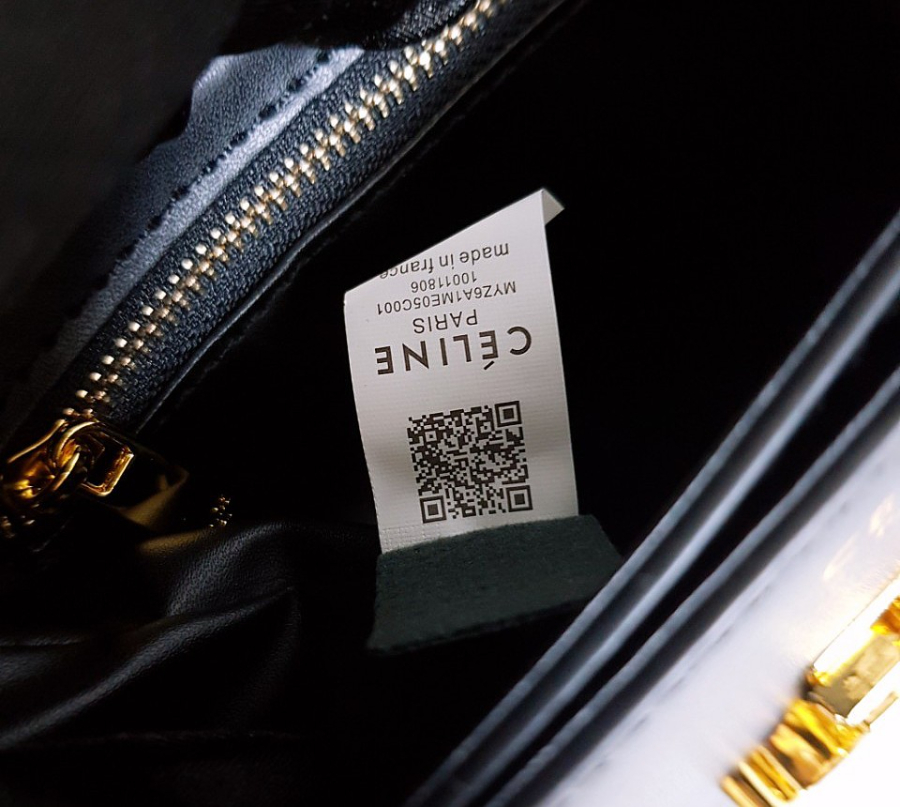 CÉLINE
PARIS
MYZ6A1ME05C001
10011806
made in france